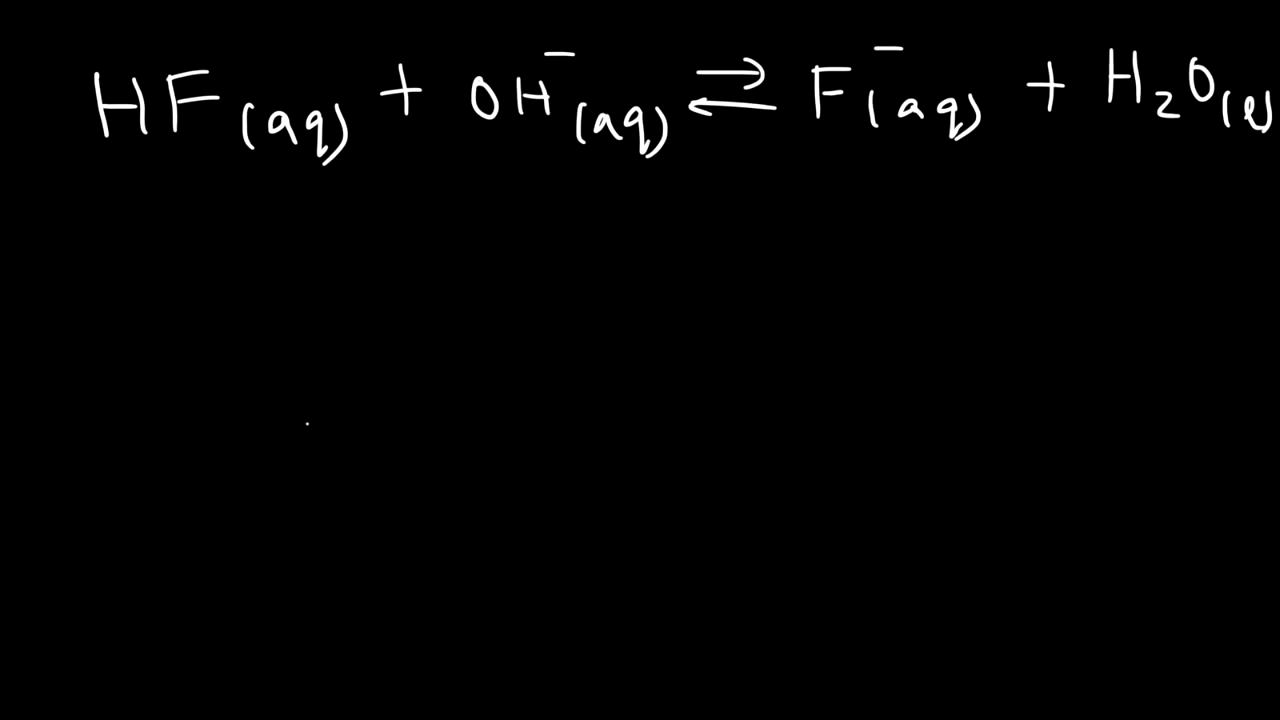 HF(aq) + OH⁻(aq) ⇌ F⁻(aq) + H₂O(l)